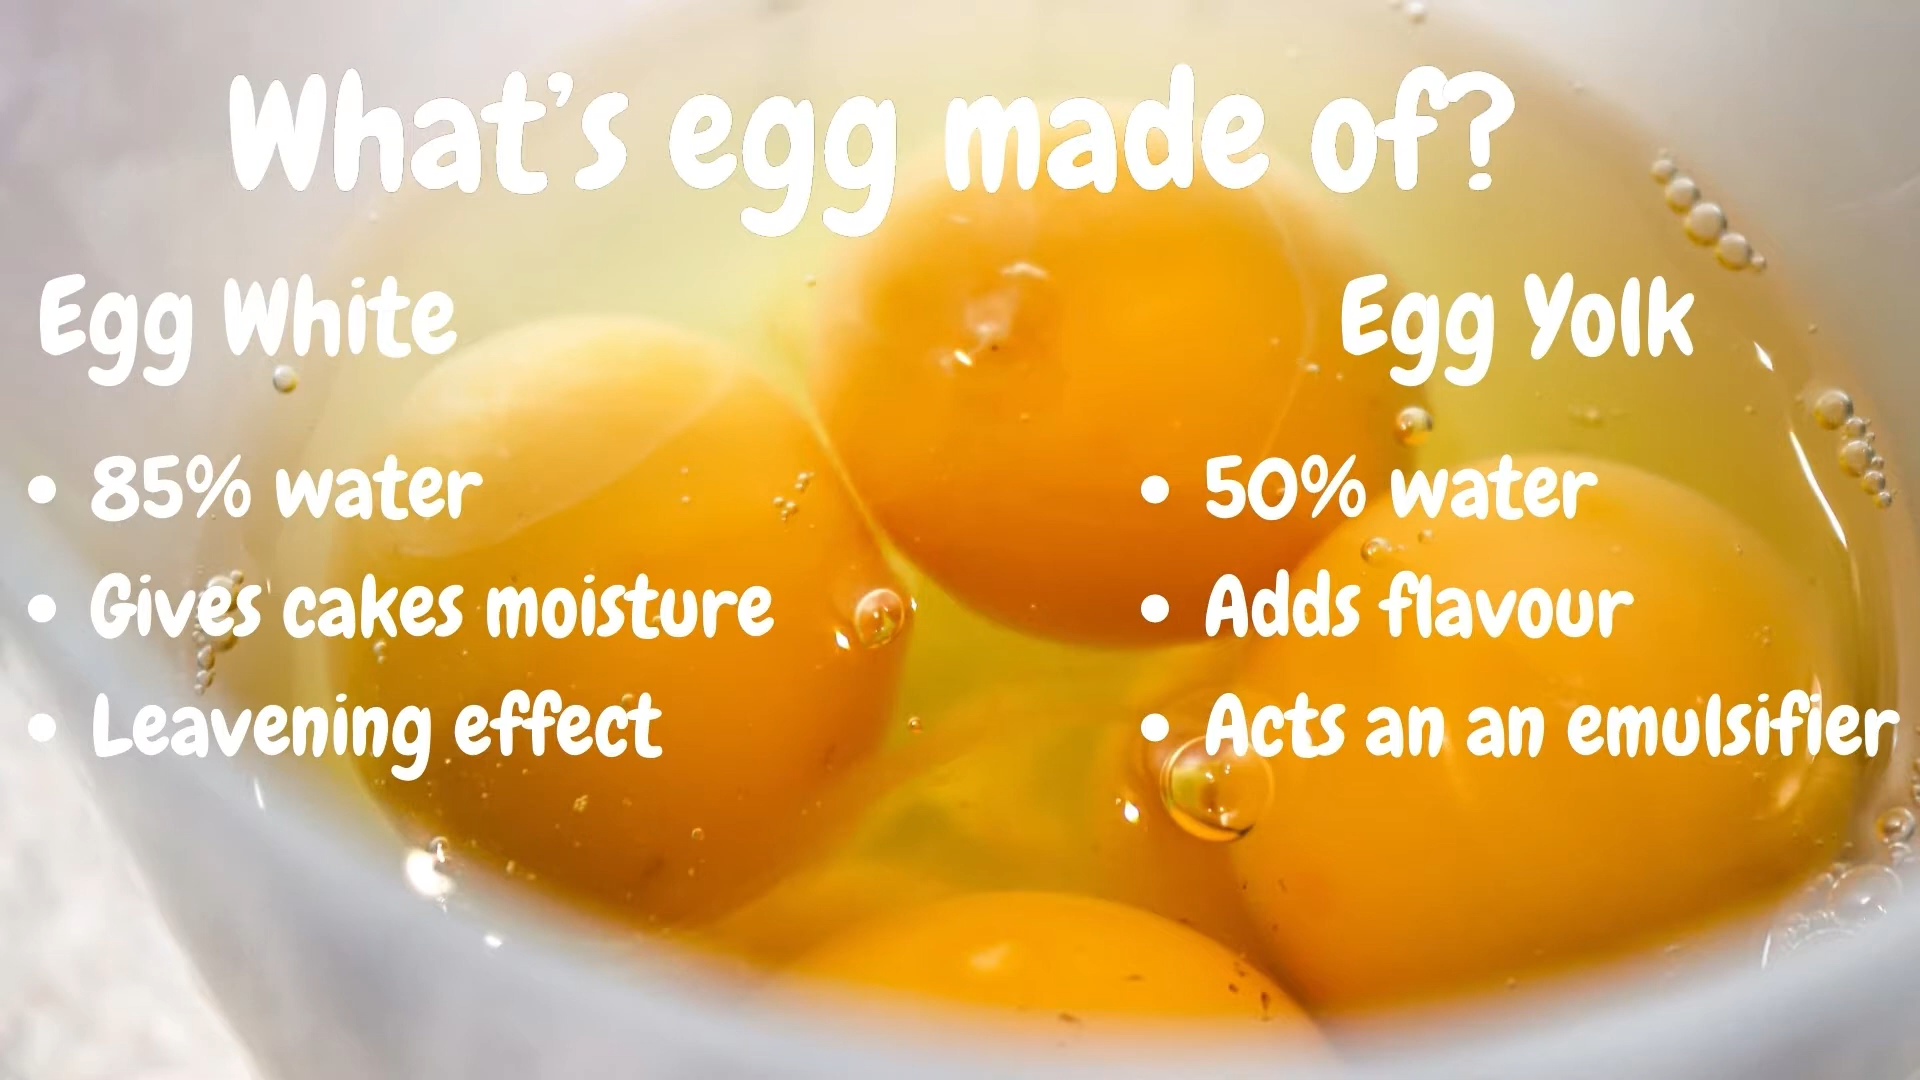 What's egg made of?
Egg White
• 85% water
• Gives cakes moisture
• Leavening effect
Egg Yolk
• 50% water
• Adds flavour
• Acts an an emulsifier